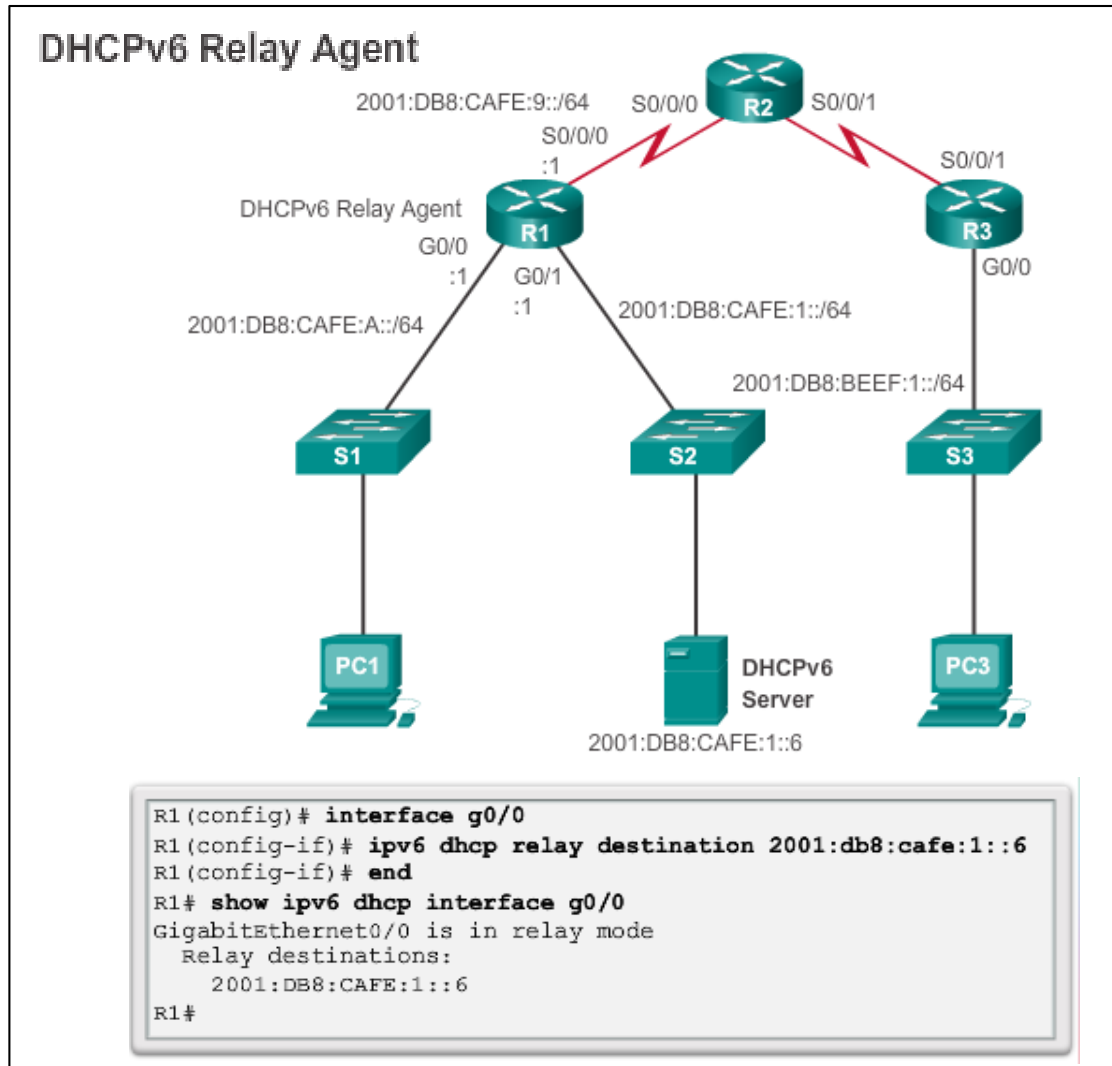 DHCPv6 Relay Agent
2001:DB8:CAFE:9::/64
S0/0/0
R2
S0/0/1
S0/0/0
:1
S0/0/1
DHCPv6 Relay Agent
R1
R3
G0/0
:1
G0/1
:1
G0/0
2001:DB8:CAFE:A::/64
2001:DB8:CAFE:1::/64
2001:DB8:BEEF:1::/64
S1
S2
S3
PC1
DHCPv6
Server
PC3
2001:DB8:CAFE:1::6
R1(config)# interface g0/0
R1(config-if)# ipv6 dhcp relay destination 2001:db8:cafe:1::6
R1(config-if)# end
R1# show ipv6 dhcp interface g0/0
GigabitEthernet0/0 is in relay mode
  Relay destinations:
    2001:DB8:CAFE:1::6
R1#